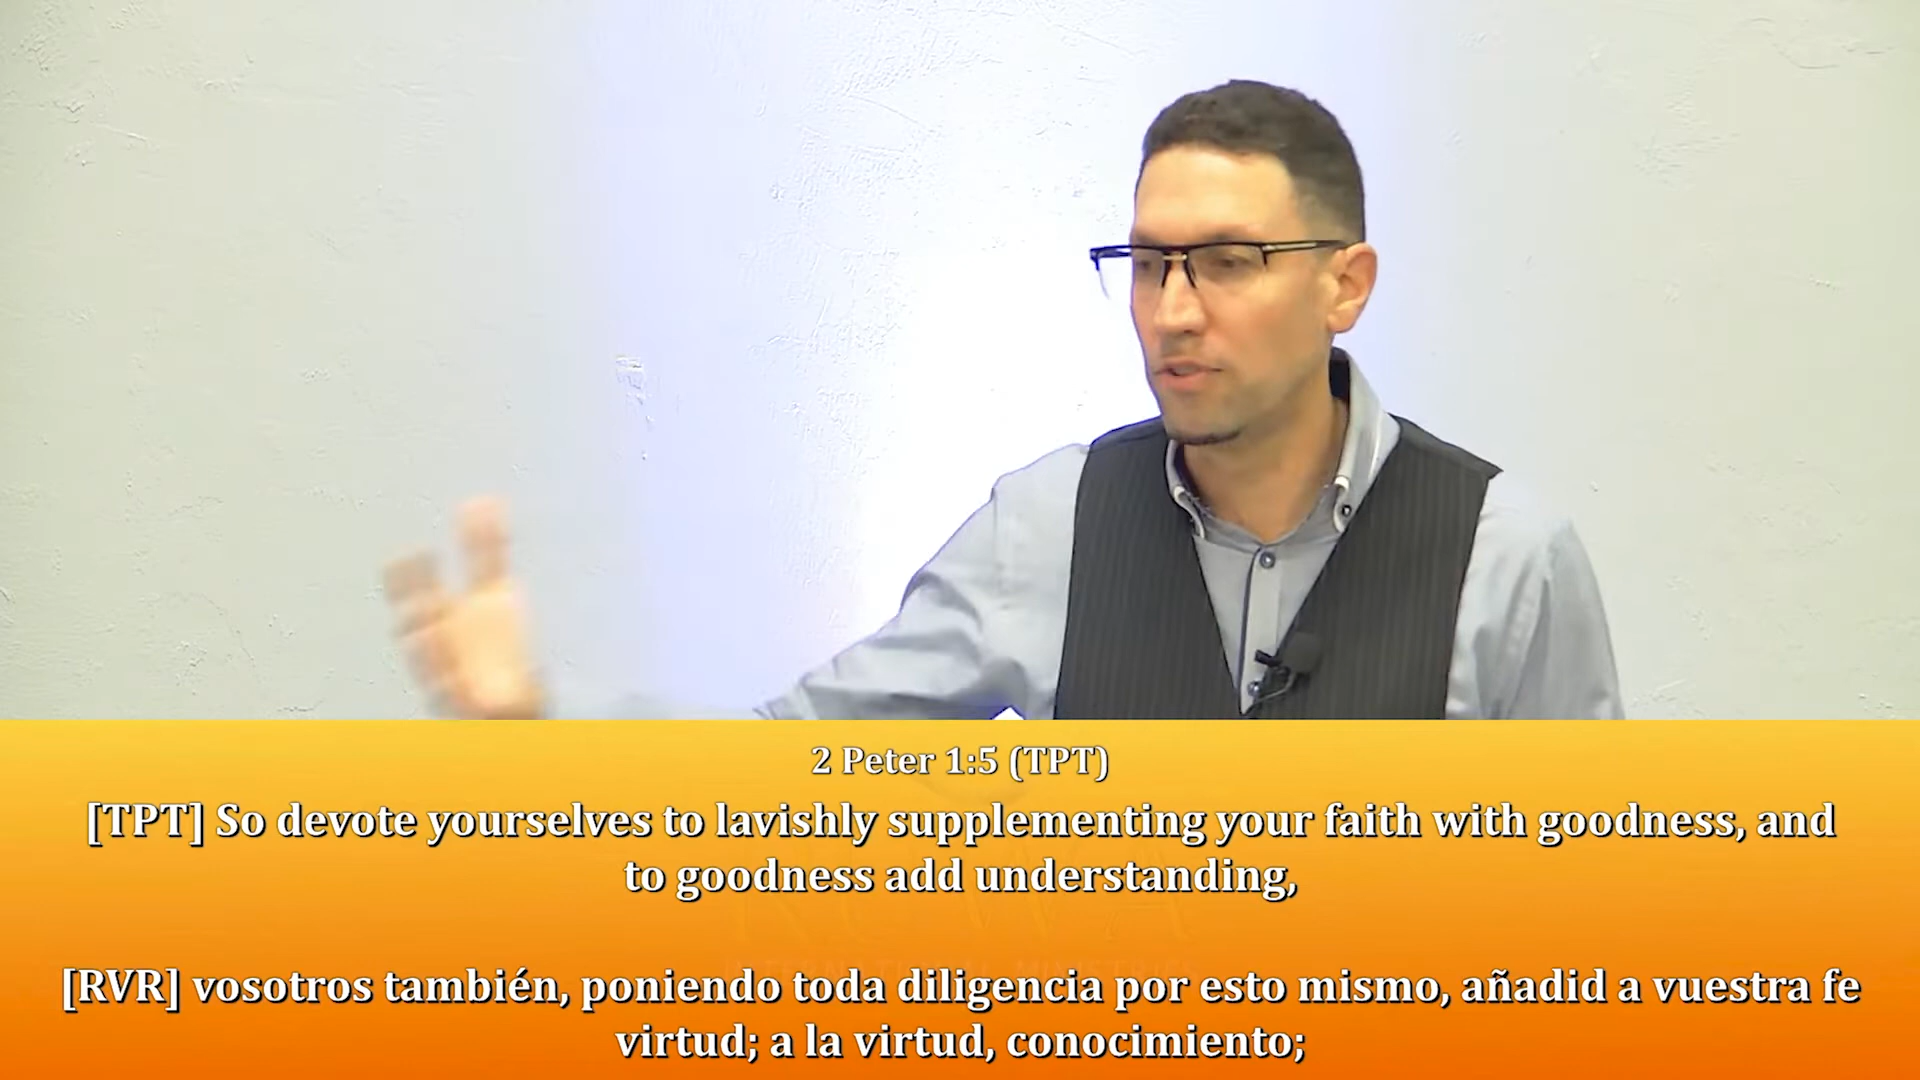 2 Peter 1:5 (TPT)
[TPT] So devote yourselves to lavishly supplementing your faith with goodness, and
to goodness add understanding,
[RVR] vosotros también, poniendo toda diligencia por esto mismo, añadid a vuestra fe
virtud; a la virtud, conocimiento;